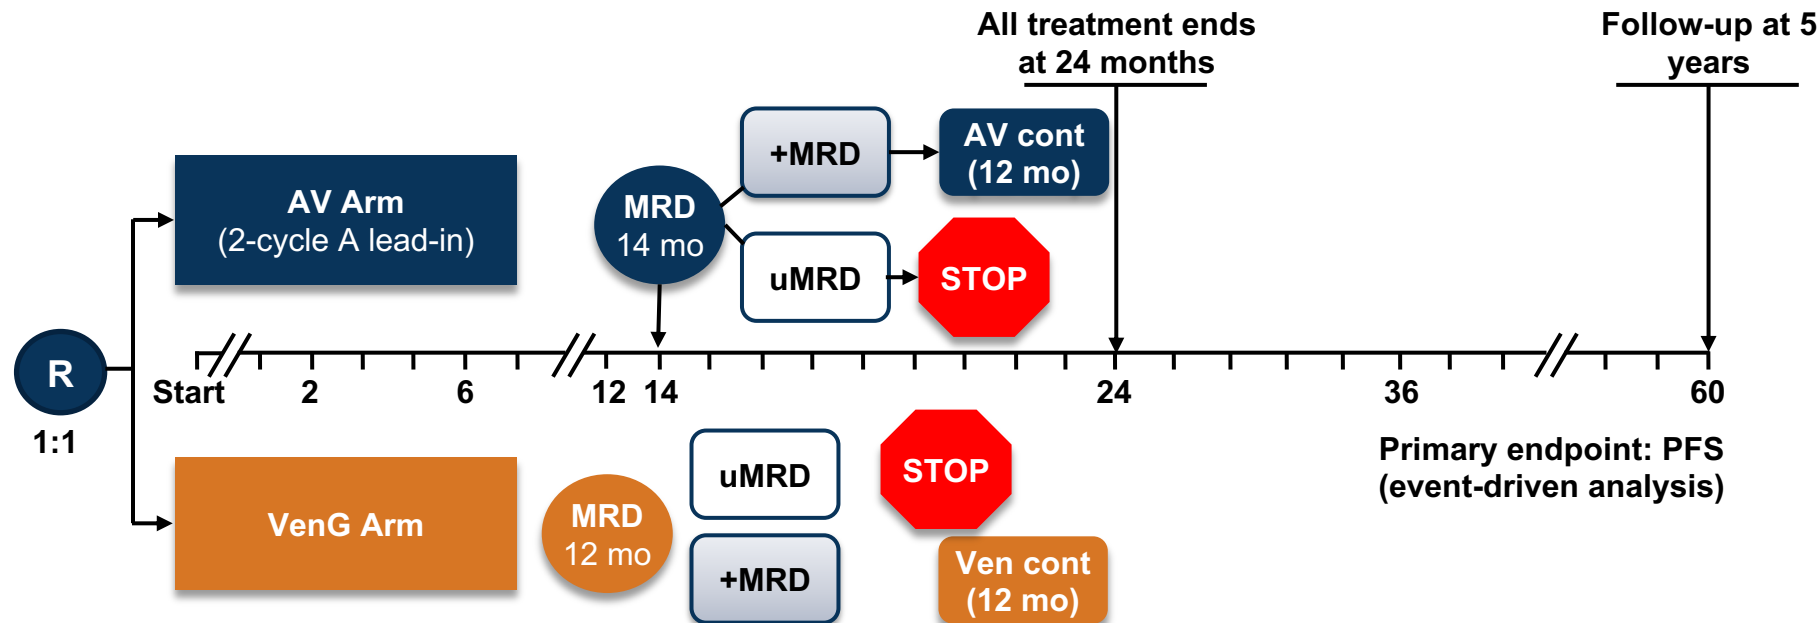 All treatment ends
at 24 months
Follow-up at 5
years
AV Arm
(2-cycle A lead-in)
MRD
14 mo
+MRD
AV cont
(12 mo)
uMRD
STOP
R
1:1
Start
2
6
12
14
24
36
60
VenG Arm
MRD
12 mo
uMRD
STOP
+MRD
Ven cont
(12 mo)
Primary endpoint: PFS
(event-driven analysis)